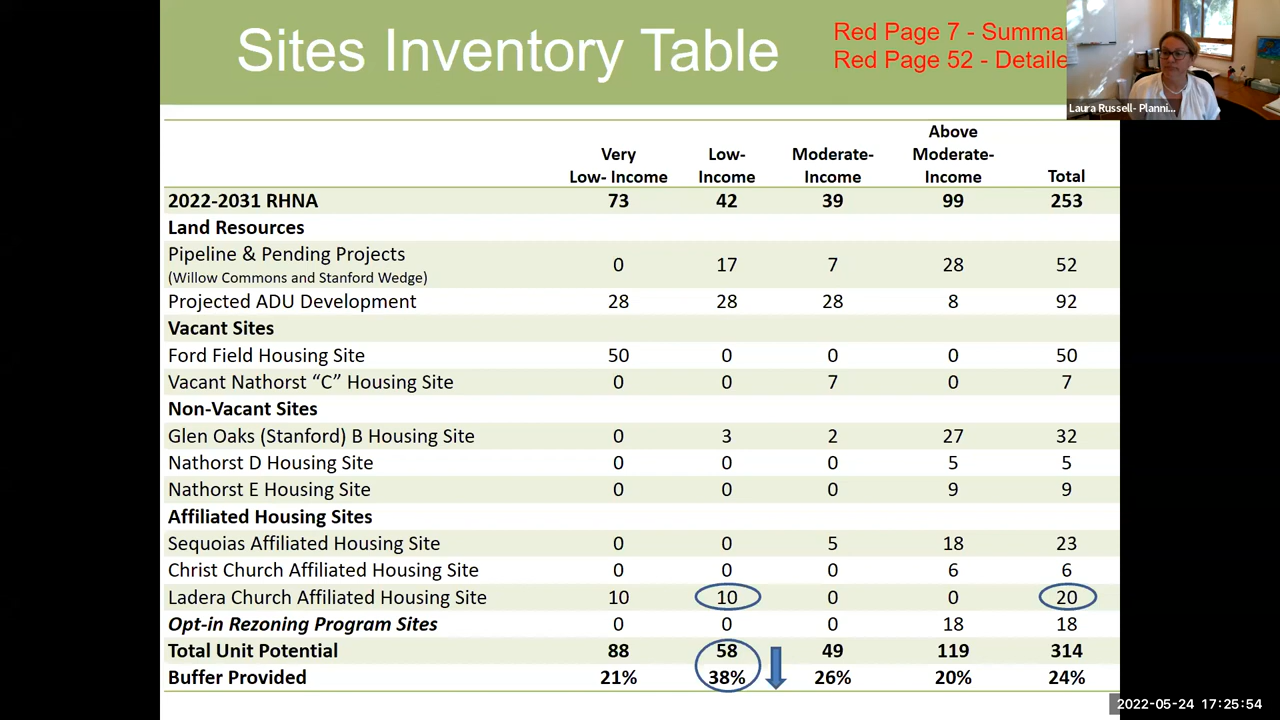 Sites Inventory Table
Red Page 7 - Summa
Red Page 52 - Detaile
Laura Russell- Planni...
Very Low- Income Low- Income Moderate- Income Above Moderate- Income Total
2022-2031 RHNA 73 42 39 99 253
Land Resources
Pipeline & Pending Projects
(Willow Commons and Stanford Wedge) 0 17 7 28 52
Projected ADU Development 28 28 28 8 92
Vacant Sites
Ford Field Housing Site 50 0 0 0 50
Vacant Nathorst “C” Housing Site 0 0 7 0 7
Non-Vacant Sites
Glen Oaks (Stanford) B Housing Site 0 3 2 27 32
Nathorst D Housing Site 0 0 0 5 5
Nathorst E Housing Site 0 0 0 9 9
Affiliated Housing Sites
Sequoias Affiliated Housing Site 0 0 5 18 23
Christ Church Affiliated Housing Site 0 0 0 6 6
Ladera Church Affiliated Housing Site 10 10 0 0 20
Opt-in Rezoning Program Sites 0 0 0 18 18
Total Unit Potential 88 58 49 119 314
Buffer Provided 21% 38% 26% 20% 24%
2022-05-24 17:25:54